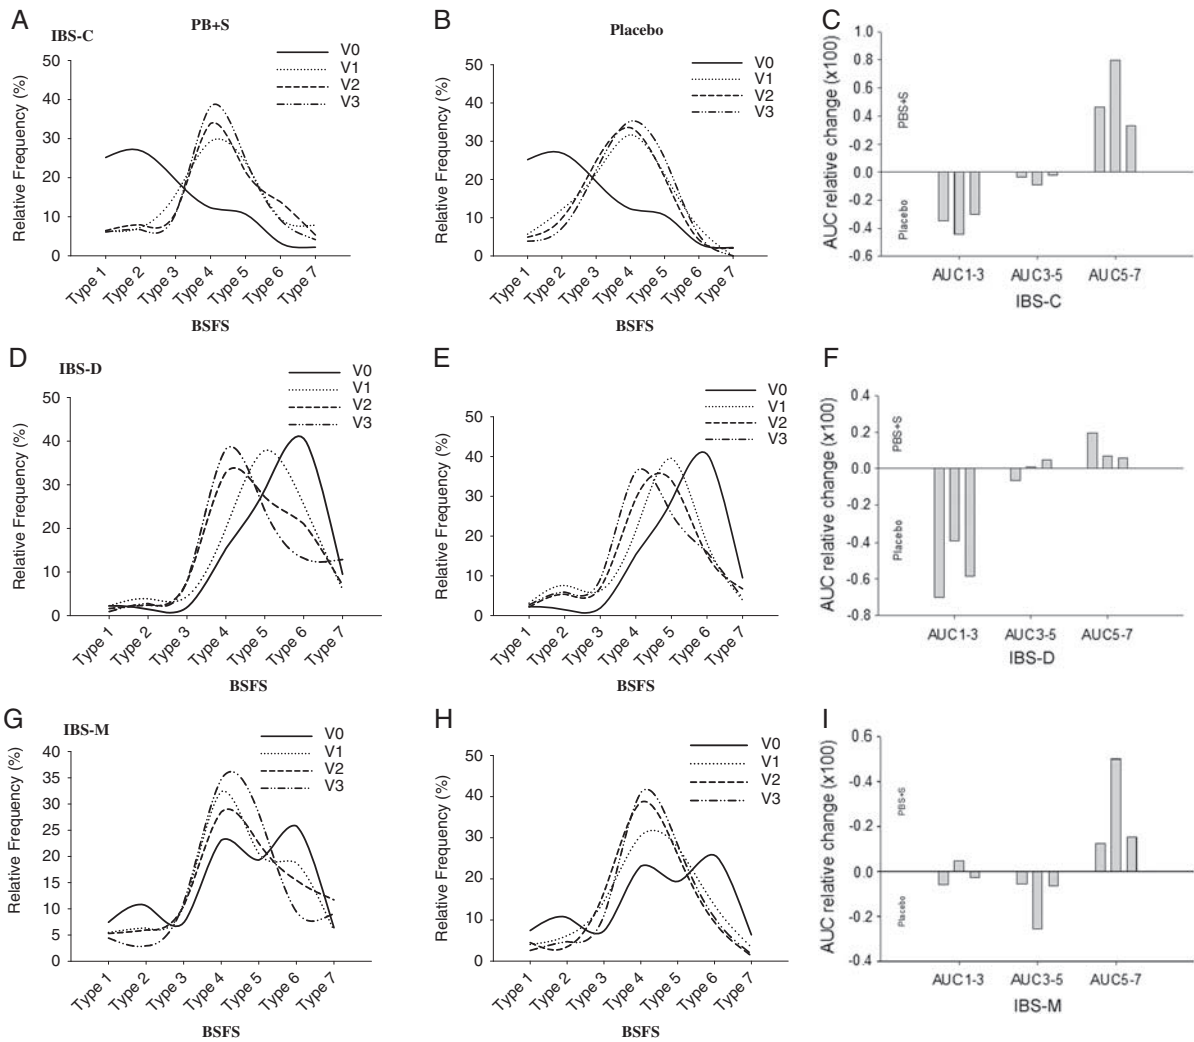 A
IBS-C
PB+S
V0
V1
V2
V3
Relative Frequency (%)
50
40
30
20
10
0
Type 1
Type 2
Type 3
Type 4
Type 5
Type 6
Type 7
BSFS
B
Placebo
V0
V1
V2
V3
Relative Frequency (%)
50
40
30
20
10
0
Type 1
Type 2
Type 3
Type 4
Type 5
Type 6
Type 7
BSFS
C
AUC relative change (x100)
PBS+S
Placebo
1.0
0.8
0.6
0.4
-0.2
0.0
-0.2
-0.4
-0.6
AUC1-3
AUC3-5
AUC5-7
IBS-C
D
IBS-D
V0
V1
V2
V3
Relative Frequency (%)
50
40
30
20
10
0
Type 1
Type 2
Type 3
Type 4
Type 5
Type 6
Type 7
BSFS
E
V0
V1
V2
V3
Relative Frequency (%)
50
40
30
20
10
0
Type 1
Type 2
Type 3
Type 4
Type 5
Type 6
Type 7
BSFS
F
AUC relative change (x100)
PBS+S
Placebo
0.4
0.2
0.0
-0.2
-0.4
-0.6
-0.8
AUC1-3
AUC3-5
AUC5-7
IBS-D
G
IBS-M
V0
V1
V2
V3
Relative Frequency (%)
40
35
30
25
20
15
10
5
0
Type 1
Type 2
Type 3
Type 4
Type 5
Type 6
Type 7
BSFS
H
V0
V1
V2
V3
Relative Frequency (%)
50
40
30
20
10
0
Type 1
Type 2
Type 3
Type 4
Type 5
Type 6
Type 7
BSFS
I
AUC relative change (x100)
PBS+S
Placebo
0.6
-0.4
-0.2
0.0
-0.2
-0.4
AUC1-3
AUC3-5
AUC5-7
IBS-M